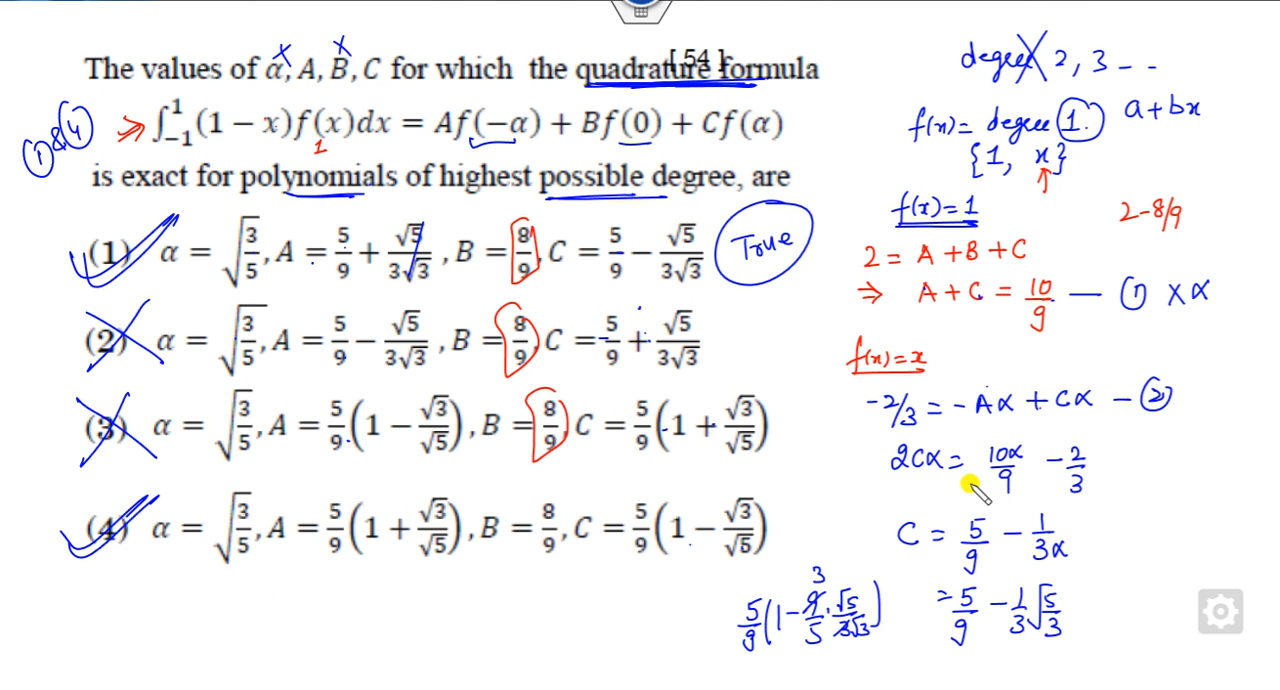 [ 54 ]
The values of α, A, B, C for which the quadrature formula
∫₋₁¹ (1 − x)f(x)dx = Af(−α) + Bf(0) + Cf(α)
1
① & ④
is exact for polynomials of highest possible degree, are
(1) α = √(3/5), A = 5/9 + √5/(3√3), B = 8/9, C = 5/9 − √5/(3√3)
True
(2) α = √(3/5), A = 5/9 − √5/(3√3), B = 8/9, C = 5/9 + √5/(3√3)
(3) α = √(3/5), A = 5/9(1 − √3/√5), B = 8/9, C = 5/9(1 + √3/√5)
(4) α = √(3/5), A = 5/9(1 + √3/√5), B = 8/9, C = 5/9(1 − √3/√5)
degree 2, 3 - -
f(x) = degree 1. a+bx
{1, x}
f(x) = 1
2-8/9
2 = A + B + C
⇒ A + C = 10/9 — ① × α
f(x) = x
-2/3 = -Aα + Cα - ②
2Cα = 10α/9 - 2/3
C = 5/9 - 1/3α
= 5/9 - 1/3 √(5/3)
5/9 (1 - 9/5 · √5/3√3)
3